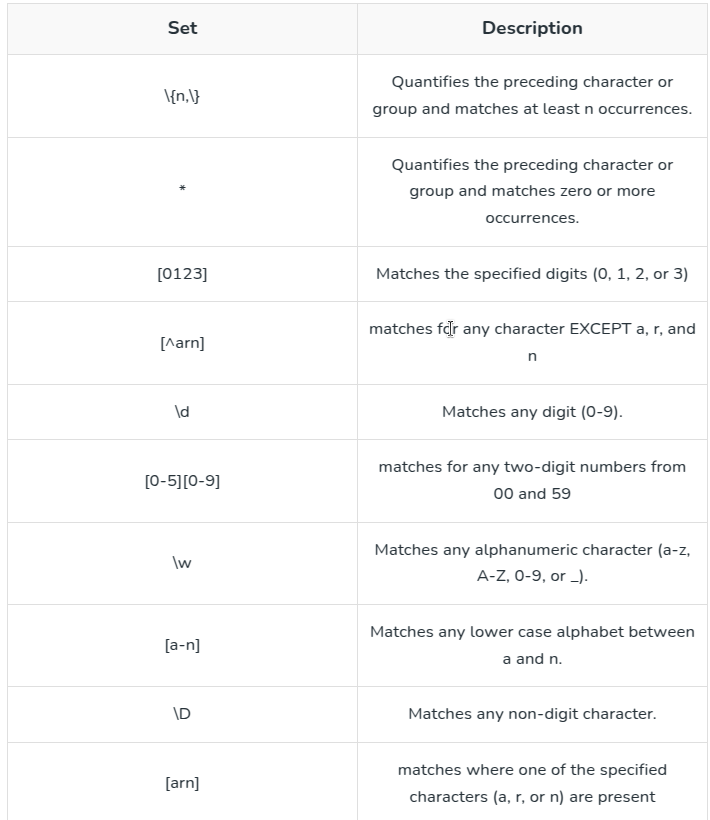 Set Description
\{n,\} Quantifies the preceding character or
group and matches at least n occurrences.
* Quantifies the preceding character or
group and matches zero or more
occurrences.
[0123] Matches the specified digits (0, 1, 2, or 3)
[^arn] matches for any character EXCEPT a, r, and
n
\d Matches any digit (0-9).
[0-5][0-9] matches for any two-digit numbers from
00 and 59
\w Matches any alphanumeric character (a-z,
A-Z, 0-9, or _).
[a-n] Matches any lower case alphabet between
a and n.
\D Matches any non-digit character.
[arn] matches where one of the specified
characters (a, r, or n) are present